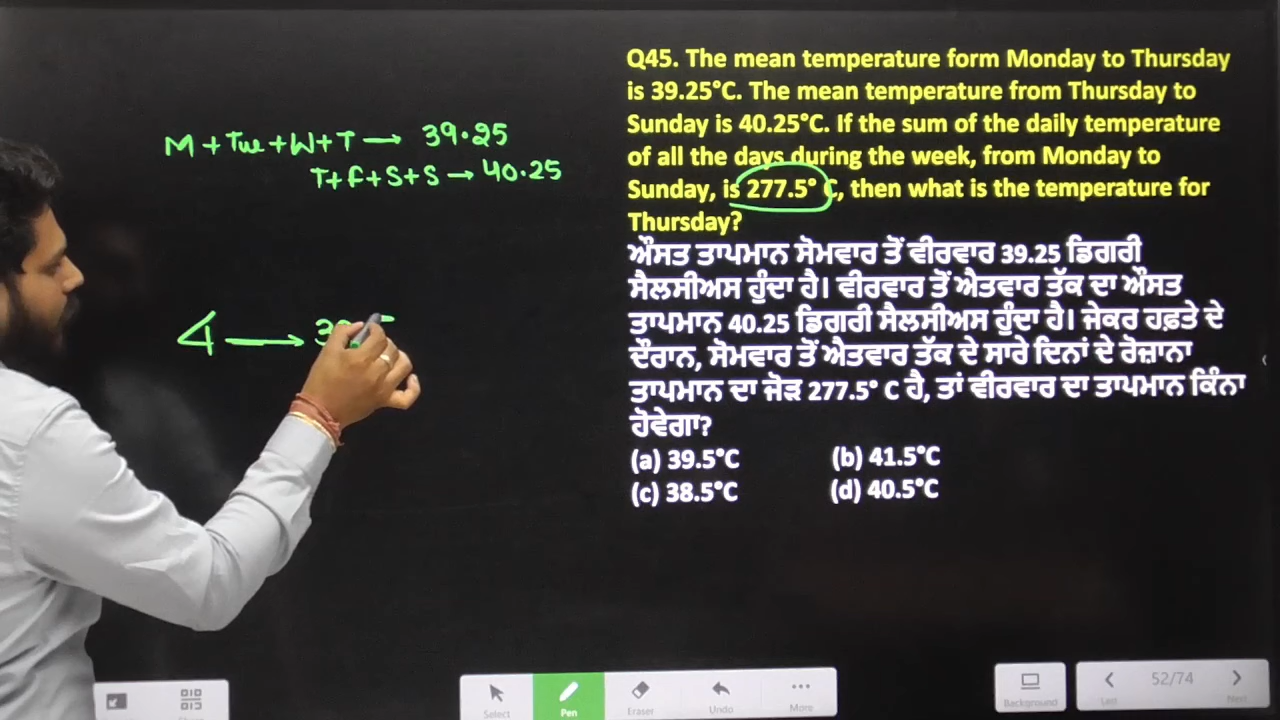 Q45. The mean temperature form Monday to Thursday
is 39.25°C. The mean temperature from Thursday to
Sunday is 40.25°C. If the sum of the daily temperature
of all the days during the week, from Monday to
Sunday, is 277.5° C, then what is the temperature for
Thursday?
ਔਸਤ ਤਾਪਮਾਨ ਸੋਮਵਾਰ ਤੋਂ ਵੀਰਵਾਰ 39.25 ਡਿਗਰੀ
ਸੈਲਸੀਅਸ ਹੁੰਦਾ ਹੈ। ਵੀਰਵਾਰ ਤੋਂ ਐਤਵਾਰ ਤੱਕ ਦਾ ਔਸਤ
ਤਾਪਮਾਨ 40.25 ਡਿਗਰੀ ਸੈਲਸੀਅਸ ਹੁੰਦਾ ਹੈ। ਜੇਕਰ ਹਫ਼ਤੇ ਦੇ
ਦੌਰਾਨ, ਸੋਮਵਾਰ ਤੋਂ ਐਤਵਾਰ ਤੱਕ ਦੇ ਸਾਰੇ ਦਿਨਾਂ ਦੇ ਰੋਜ਼ਾਨਾ
ਤਾਪਮਾਨ ਦਾ ਜੋੜ 277.5° C ਹੈ, ਤਾਂ ਵੀਰਵਾਰ ਦਾ ਤਾਪਮਾਨ ਕਿੰਨਾ
ਹੋਵੇਗਾ?
(a) 39.5°C (b) 41.5°C
(c) 38.5°C (d) 40.5°C
M + Tue + W + T → 39.25
T + F + S + S → 40.25
4 →
Select Pen Eraser Undo More
Background
52/74
Last Next